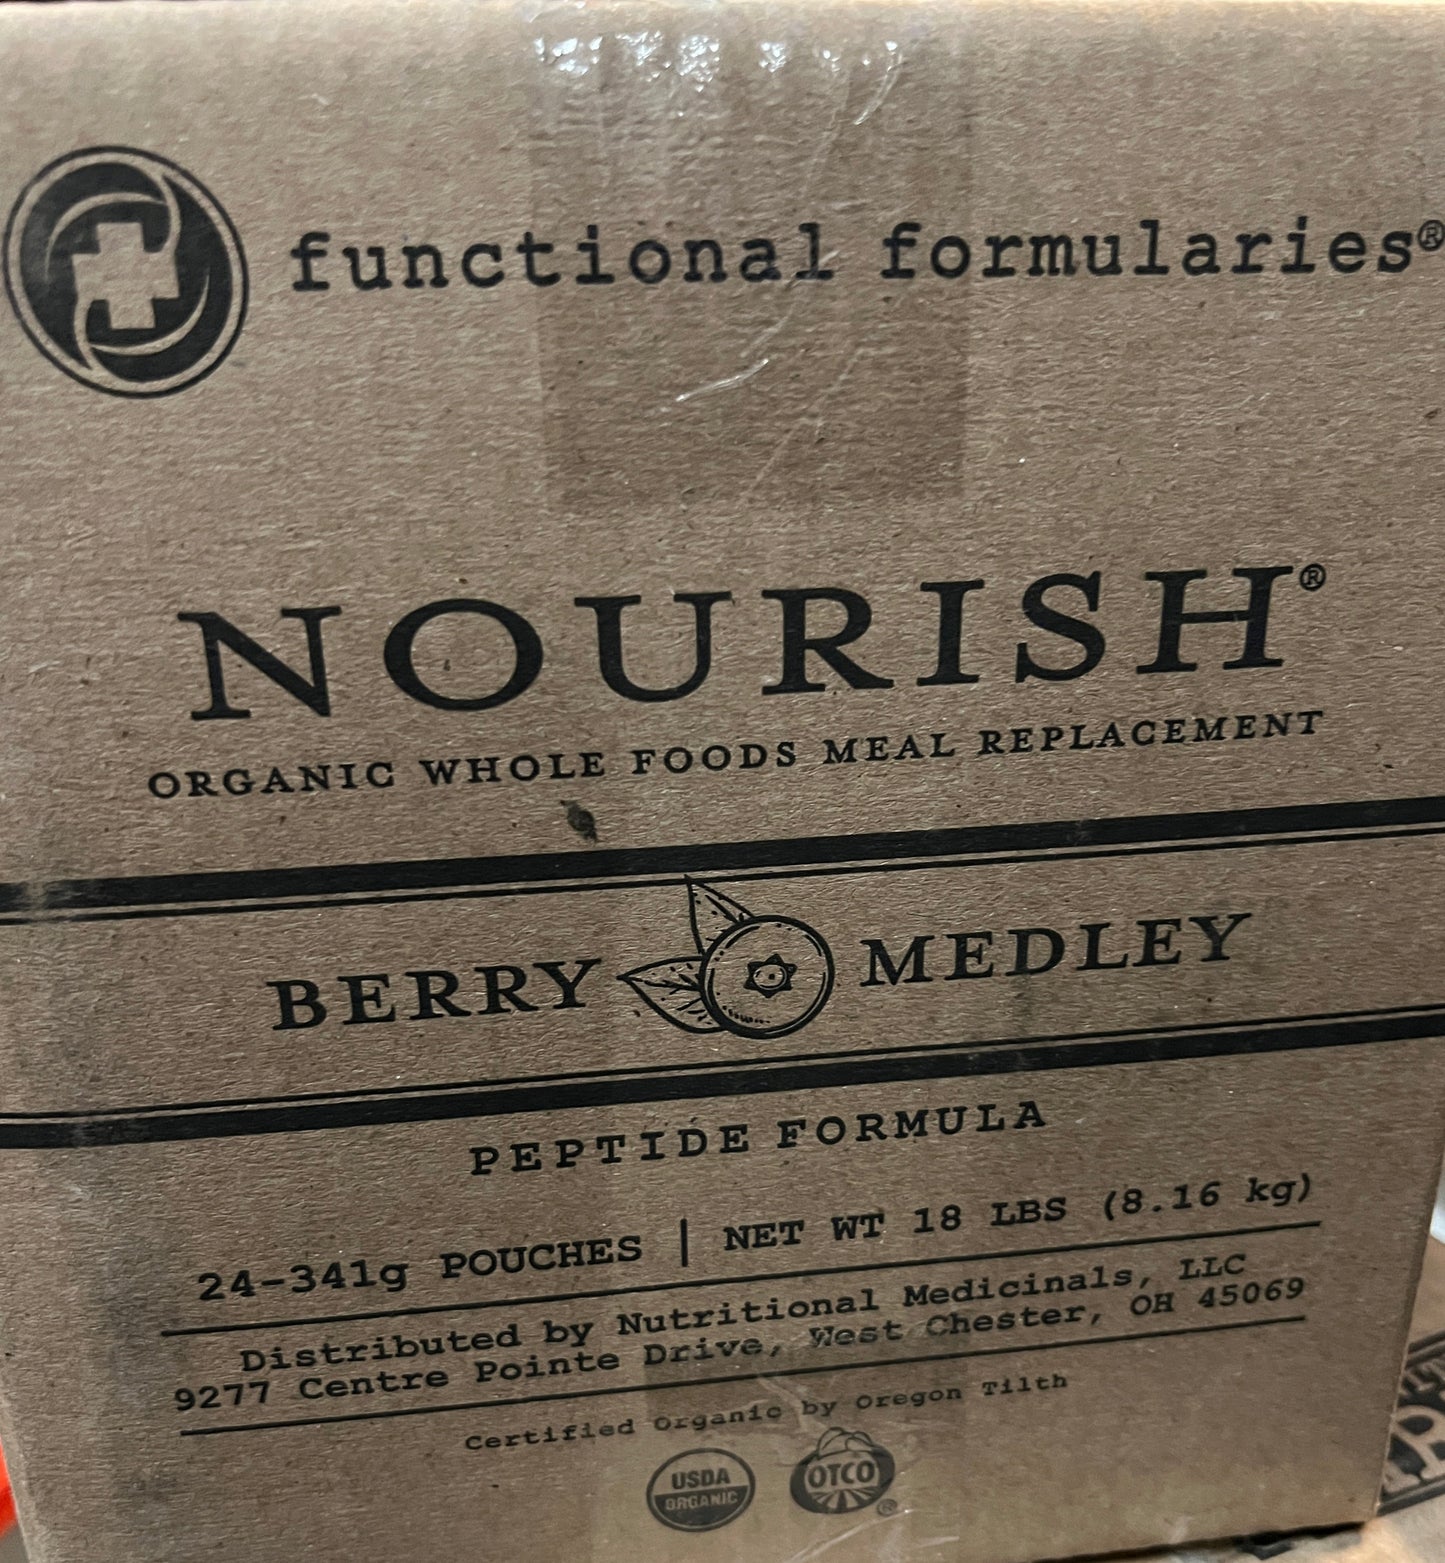 functional formularies®
NOURISH®
ORGANIC WHOLE FOODS MEAL REPLACEMENT
BERRY MEDLEY
PEPTIDE FORMULA
24-341g POUCHES | NET WT 18 LBS (8.16 kg)
Distributed by Nutritional Medicinals, LLC
9277 Centre Pointe Drive, West Chester, OH 45069
Certified Organic by Oregon Tilth
USDA
ORGANIC
OTCO
®